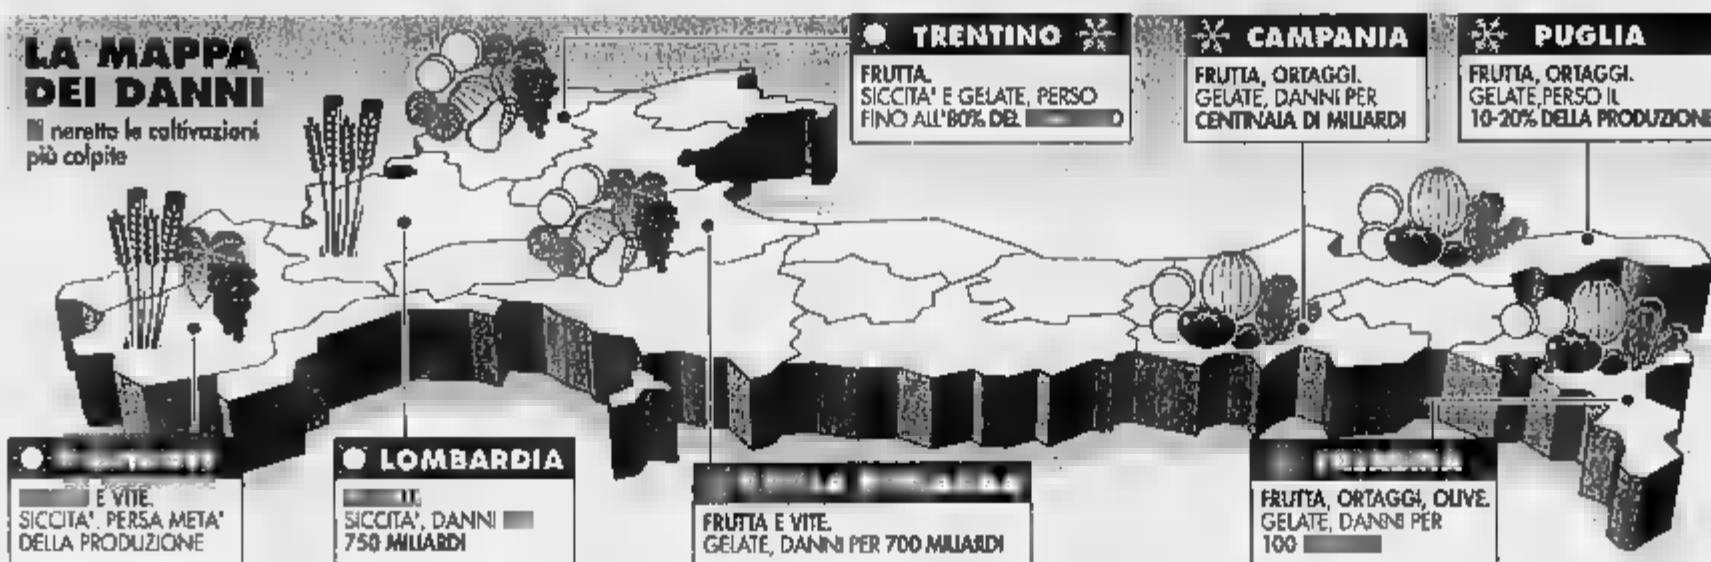 LA MAPPA
DEI DANNI
neretto le coltivazioni
più colpite
TRENTINO
FRUTTA.
SICCITA' E GELATE, PERSO
FINO ALL'80% DEL
CAMPANIA
FRUTTA, ORTAGGI.
GELATE, DANNI PER
CENTINAIA DI MILIARDI
PUGLIA
FRUTTA, ORTAGGI.
GELATE, PERSO IL
10-20% DELLA PRODUZIONE
E VITE.
SICCITA', PERSA META'
DELLA PRODUZIONE
LOMBARDIA
SICCITA', DANNI
750 MILIARDI
FRUTTA E VITE.
GELATE, DANNI PER 700 MILIARDI
FRUTTA, ORTAGGI, OLIVE.
GELATE, DANNI PER
100